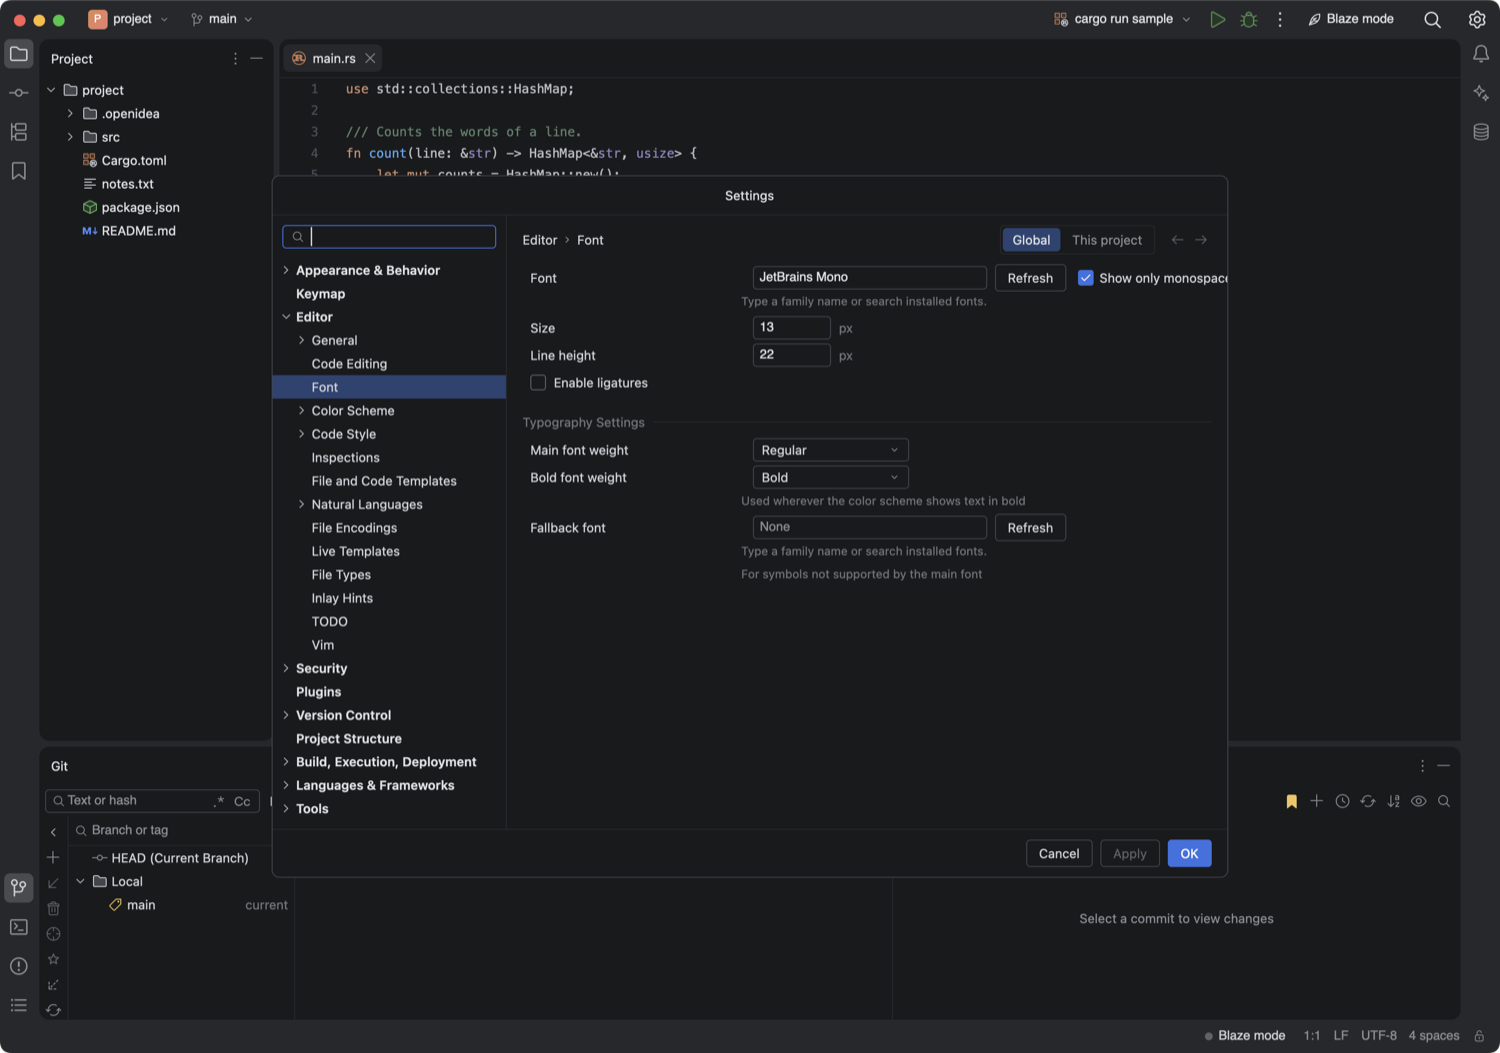 P project main cargo run sample Blaze mode
Project
main.rs
project
.openidea
src
Cargo.toml
notes.txt
package.json
M↓ README.md
1 use std::collections::HashMap;
2
3 /// Counts the words of a line.
4 fn count(line: &str) -> HashMap<&str, usize> {
5 let mut counts = HashMap::new();
Settings
Appearance & Behavior
Keymap
Editor
General
Code Editing
Font
Color Scheme
Code Style
Inspections
File and Code Templates
Natural Languages
File Encodings
Live Templates
File Types
Inlay Hints
TODO
Vim
Security
Plugins
Version Control
Project Structure
Build, Execution, Deployment
Languages & Frameworks
Tools
Editor › Font Global This project
Font JetBrains Mono Refresh Show only monospace
Type a family name or search installed fonts.
Size 13 px
Line height 22 px
Enable ligatures
Typography Settings
Main font weight Regular
Bold font weight Bold
Used wherever the color scheme shows text in bold
Fallback font None Refresh
Type a family name or search installed fonts.
For symbols not supported by the main font
Cancel Apply OK
Git
Text or hash .* Cc
Branch or tag
HEAD (Current Branch)
Local
main current
Select a commit to view changes
Blaze mode 1:1 LF UTF-8 4 spaces